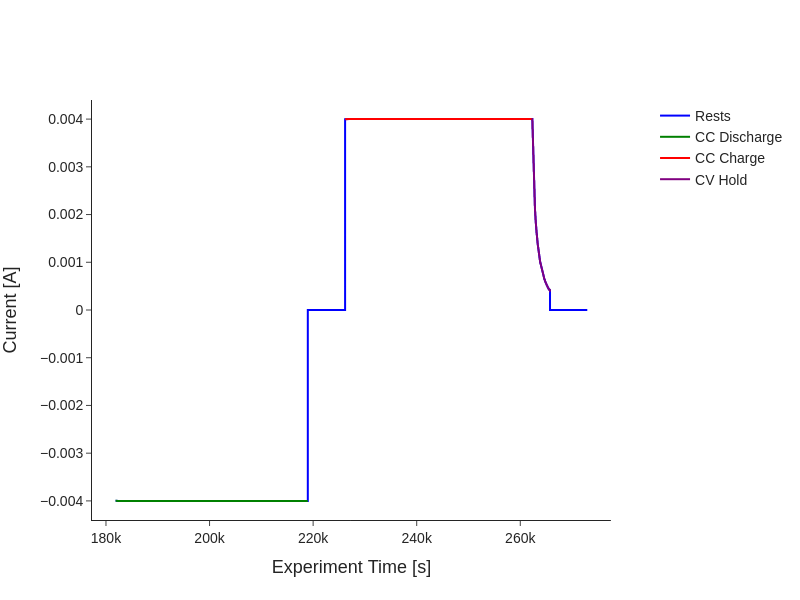 0.004
0.003
0.002
0.001
0
−0.001
−0.002
−0.003
−0.004
Current [A]
180k
200k
220k
240k
260k
Experiment Time [s]
Rests
CC Discharge
CC Charge
CV Hold